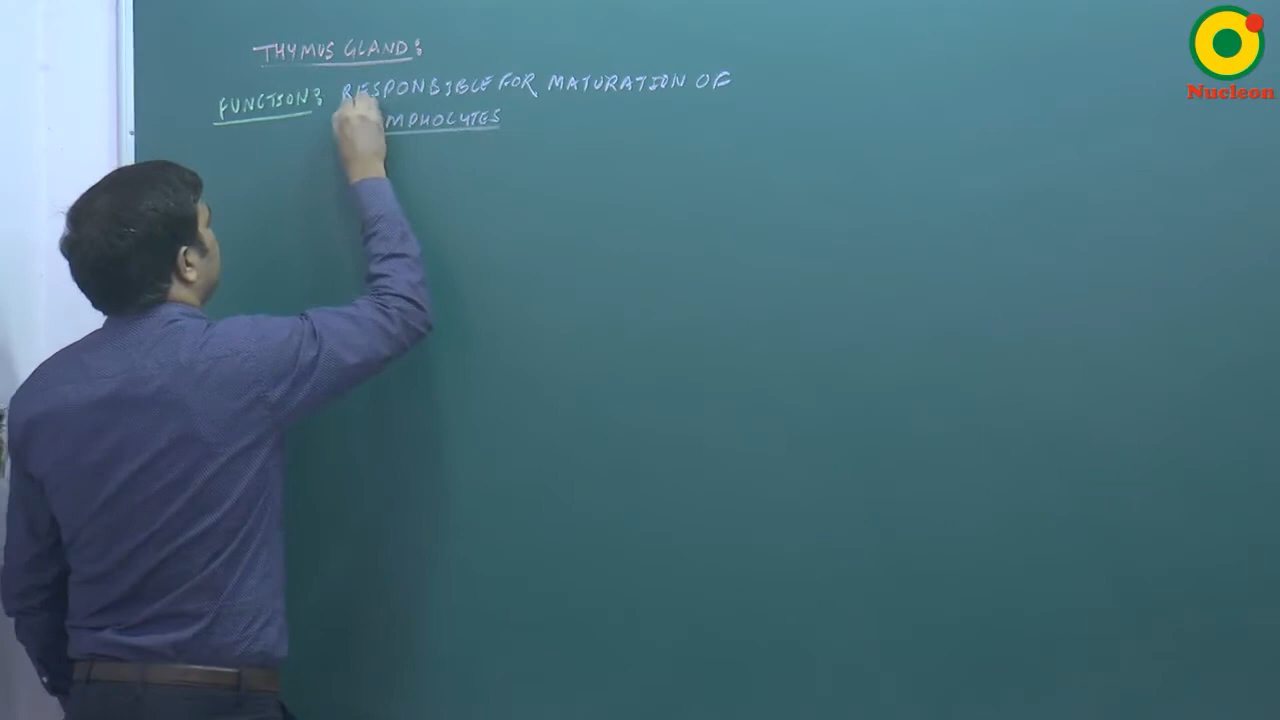 THYMUS GLAND:
FUNCTION: RESPONSIBLE FOR MATURATION OF
MPHOCYTES
Nucleon